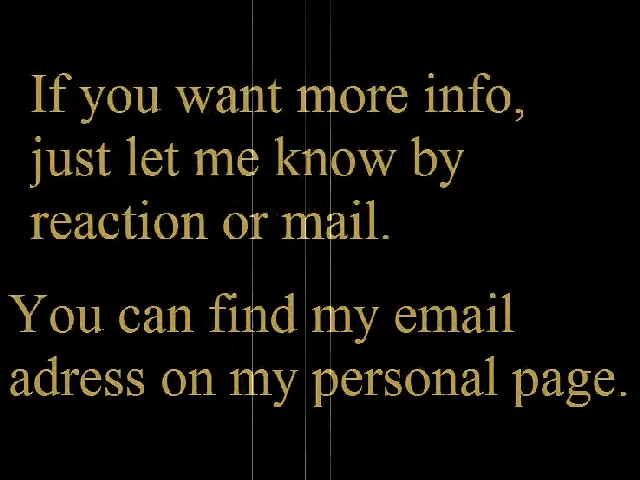 If you want more info,
just let me know by
reaction or mail.
You can find my email
adress on my personal page.